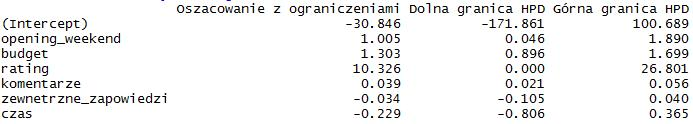 Oszacowanie z ograniczeniami Dolna granica HPD Górna granica HPD
(Intercept) -30.846 -171.861 100.689
opening_weekend 1.005 0.046 1.890
budget 1.303 0.896 1.699
rating 10.326 0.000 26.801
komentarze 0.039 0.021 0.056
zewnetrzne_zapowiedzi -0.034 -0.105 0.040
czas -0.229 -0.806 0.365